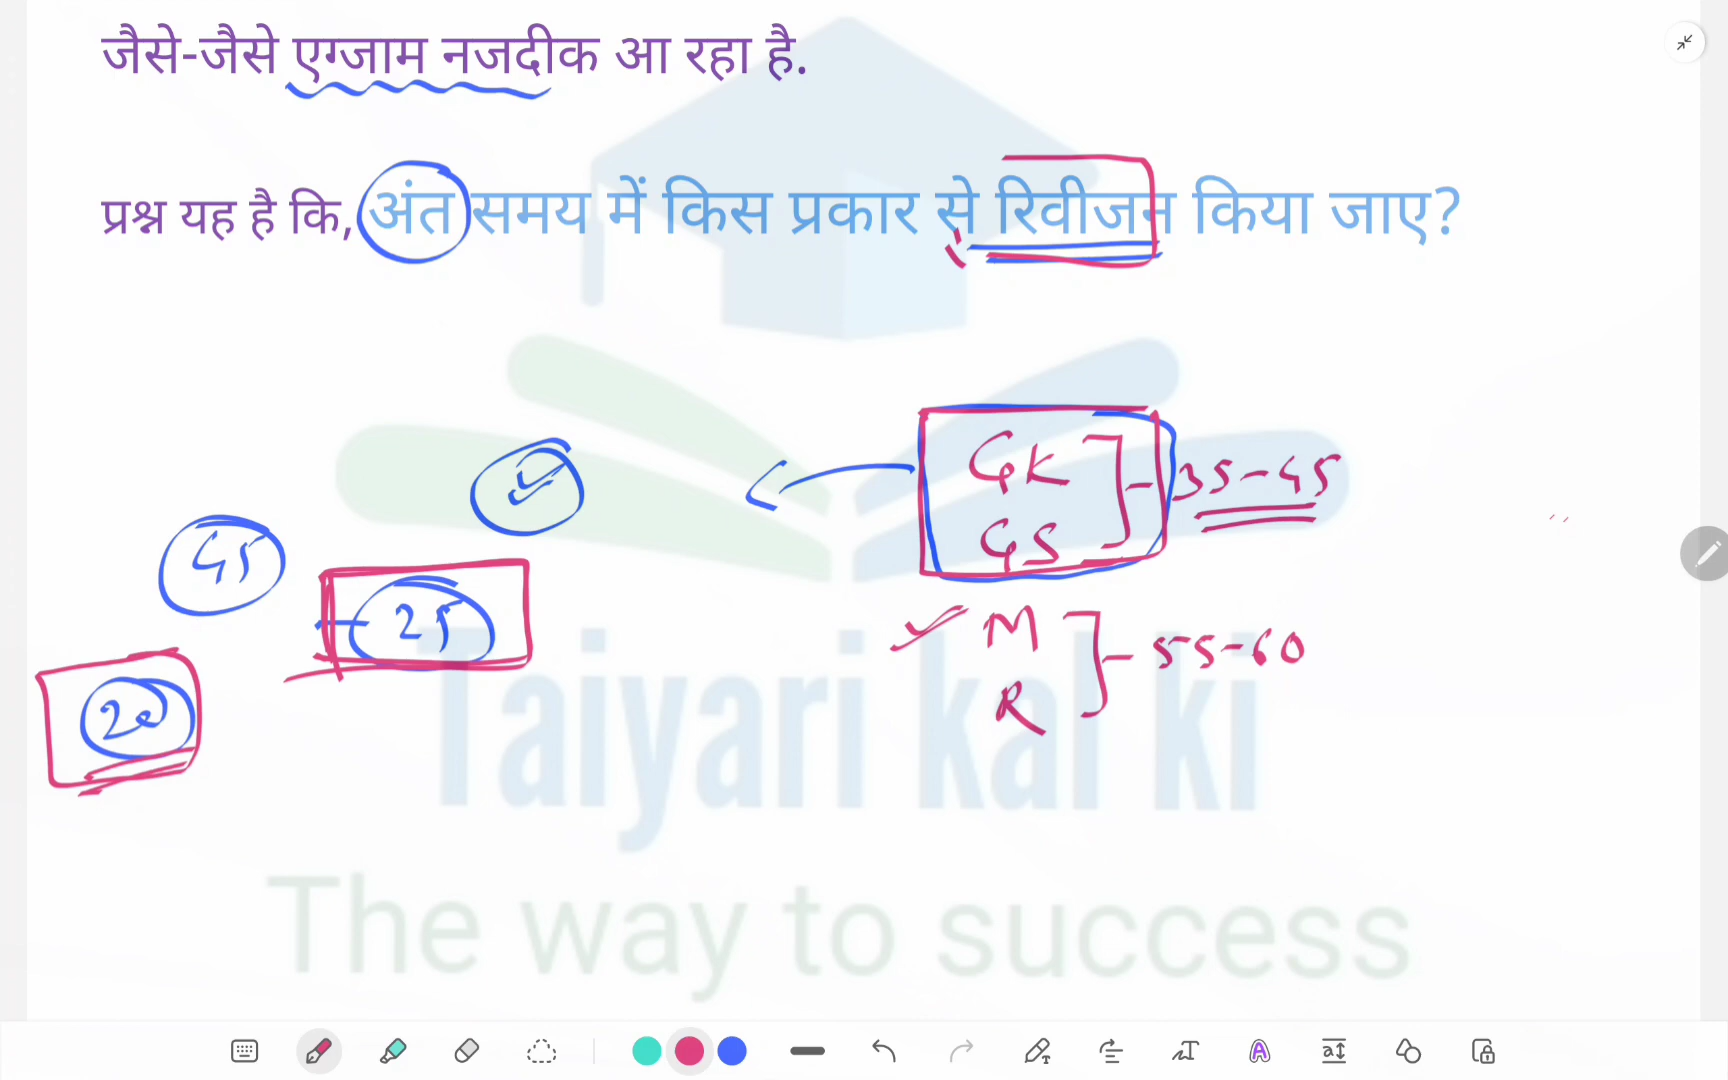 जैसे-जैसे एग्जाम नजदीक आ रहा है.
प्रश्न यह है कि, अंत समय में किस प्रकार से रिवीजन किया जाए?
GK
GS
35-45
45
25
20
M
R
55-60
Taiyari kal ki
The way to success